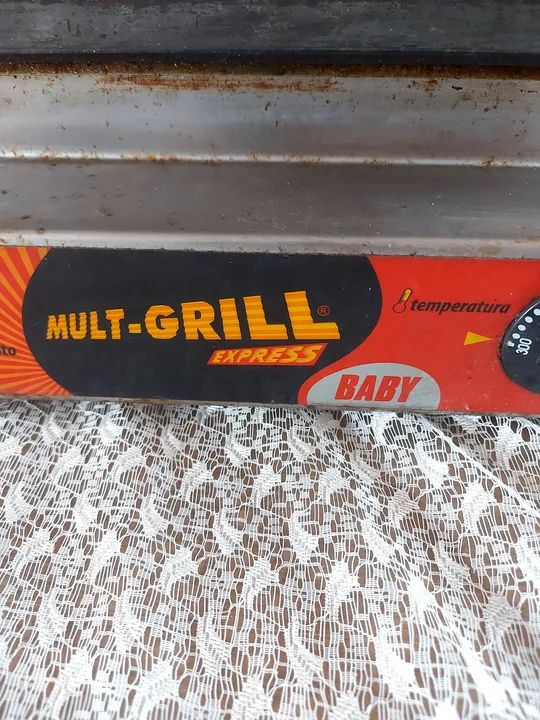 MULT-GRILL®
EXPRESS
BABY
temperatura
300